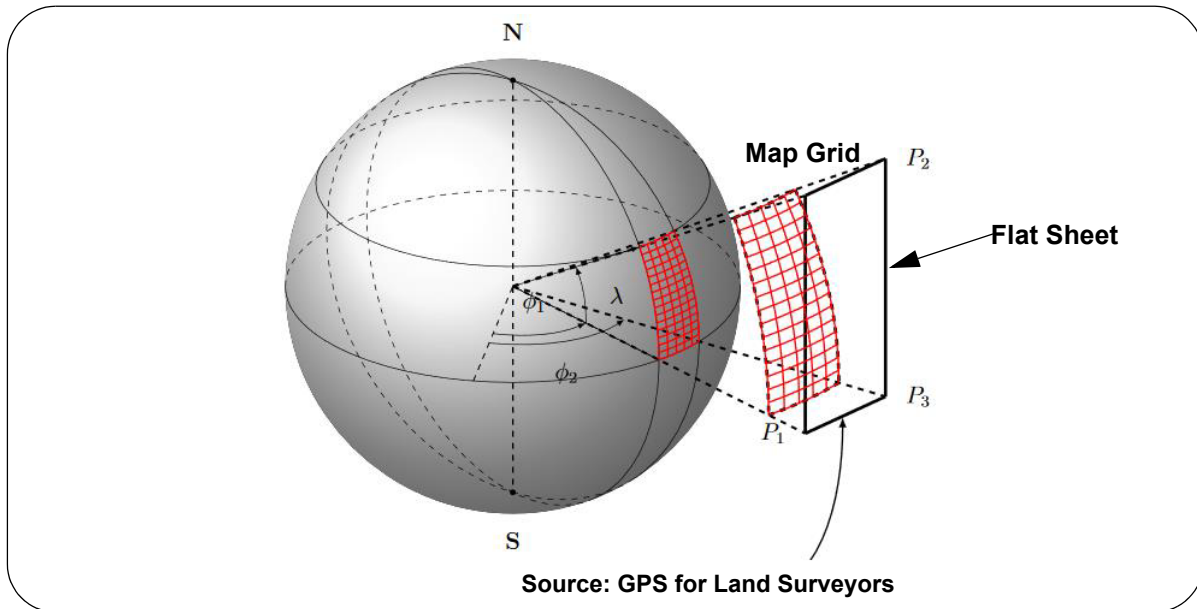 N
Map Grid
P₂
Flat Sheet
ϕ₁
λ
ϕ₂
P₃
P₁
S
Source: GPS for Land Surveyors